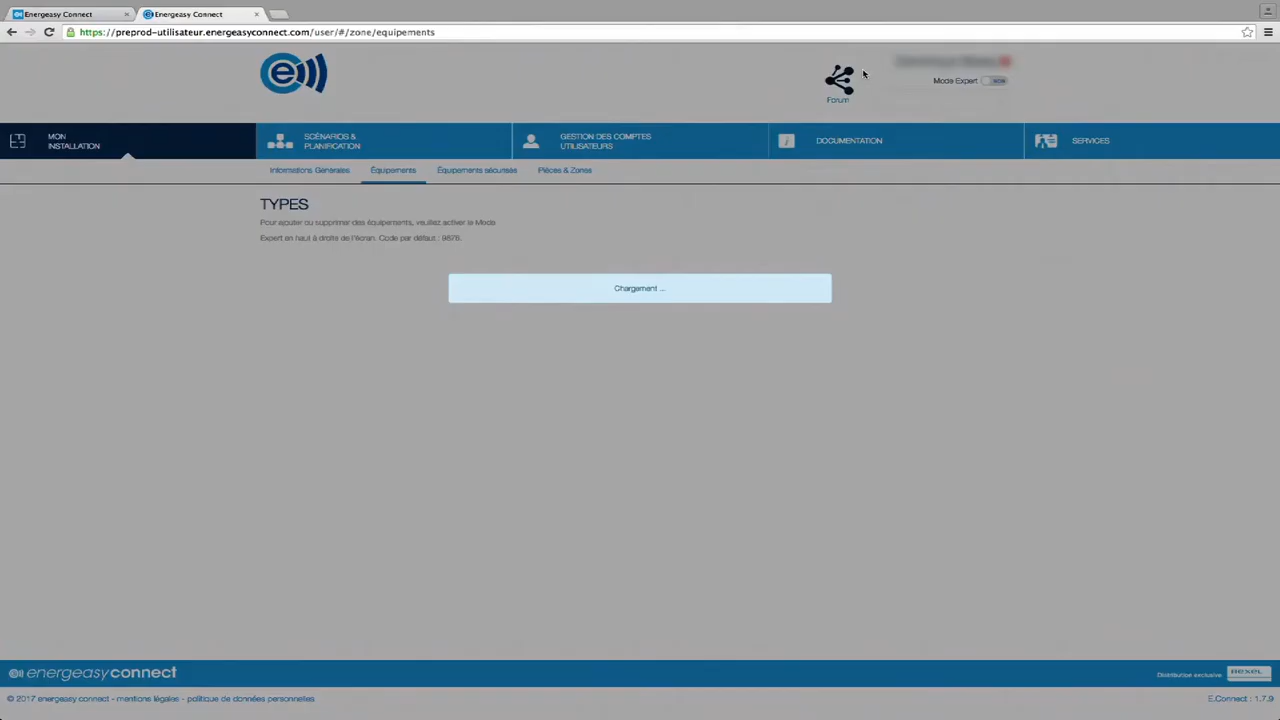 Energeasy Connect
Energeasy Connect
https://preprod-utilisateur.energeasyconnect.com/user/#/zone/equipements
Forum
Mode Expert
NON
MON
INSTALLATION
SCÉNARIOS &
PLANIFICATION
GESTION DES COMPTES
UTILISATEURS
DOCUMENTATION
SERVICES
Informations Générales
Équipements
Équipements sécurisés
Pièces & Zones
TYPES
Pour ajouter ou supprimer des équipements, veuillez activer le Mode
Expert en haut à droite de l'écran. Code par défaut : 9876.
Chargement ...
energeasyconnect
Distribution exclusive
REXEL
© 2017 energeasy connect - mentions légales - politique de données personnelles
E.Connect : 1.7.9